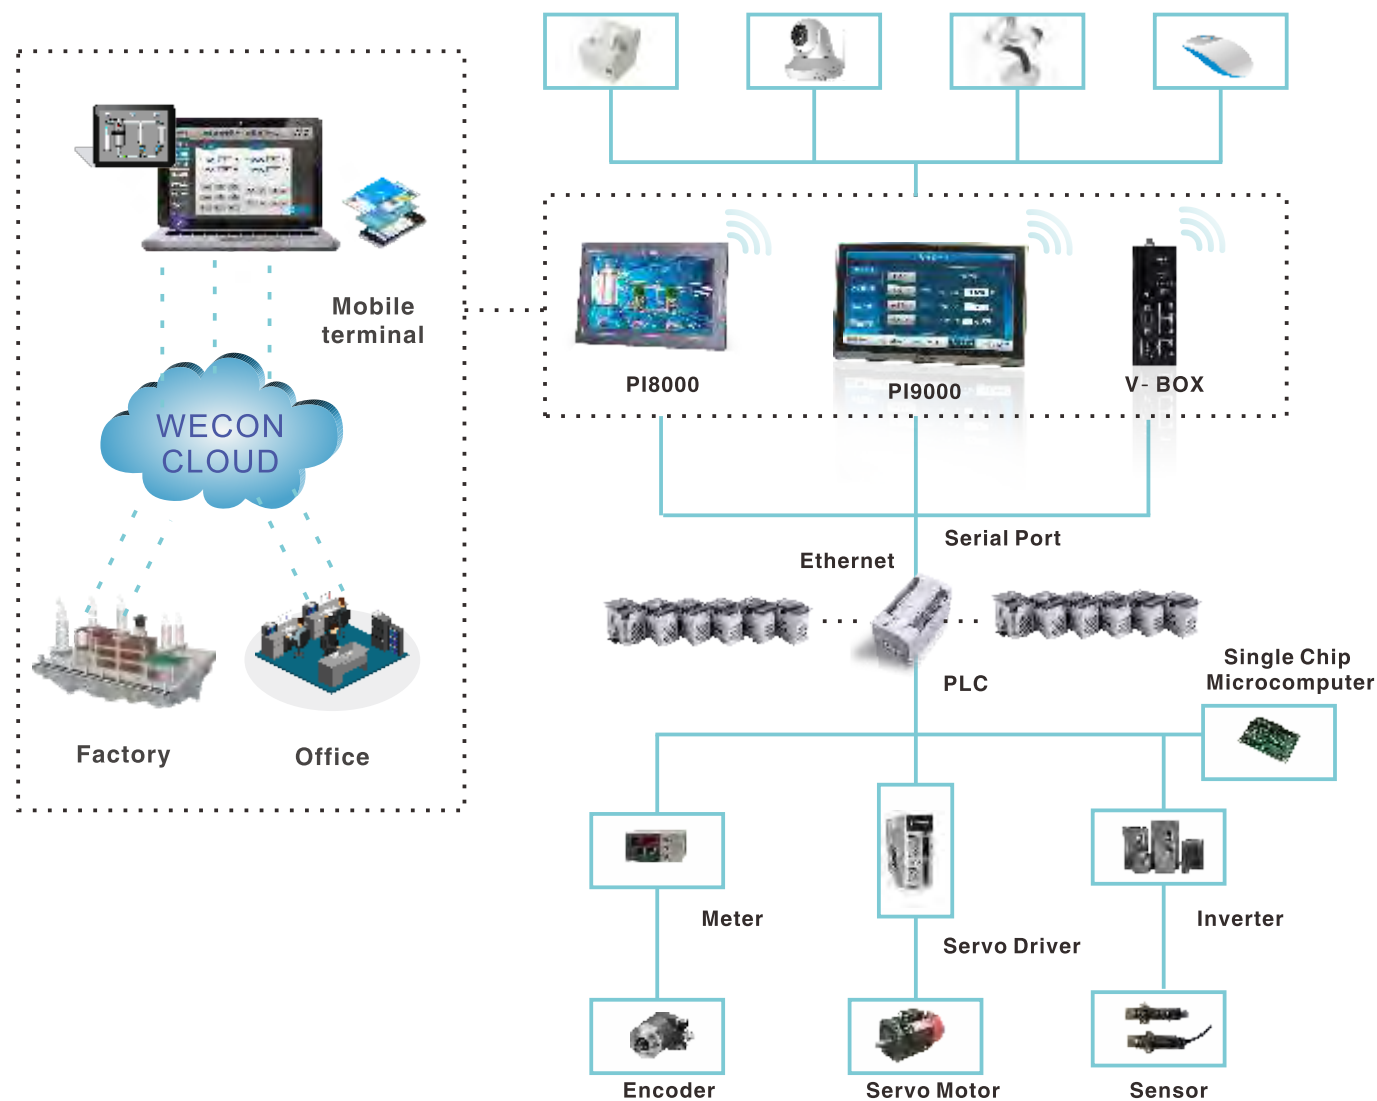 Mobile
terminal
WECON
CLOUD
Factory
Office
PI8000
PI9000
V- BOX
Serial Port
Ethernet
PLC
Single Chip
Microcomputer
Meter
Servo Driver
Inverter
Encoder
Servo Motor
Sensor